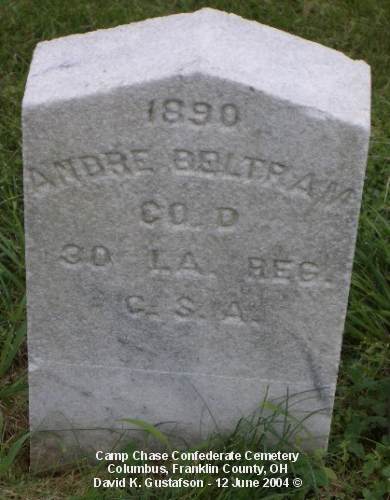 1890
ANDRE BELTRAM
CO. D
30 LA. REG.
C. S. A.
Camp Chase Confederate Cemetery
Columbus, Franklin County, OH
David K. Gustafson - 12 June 2004 ©